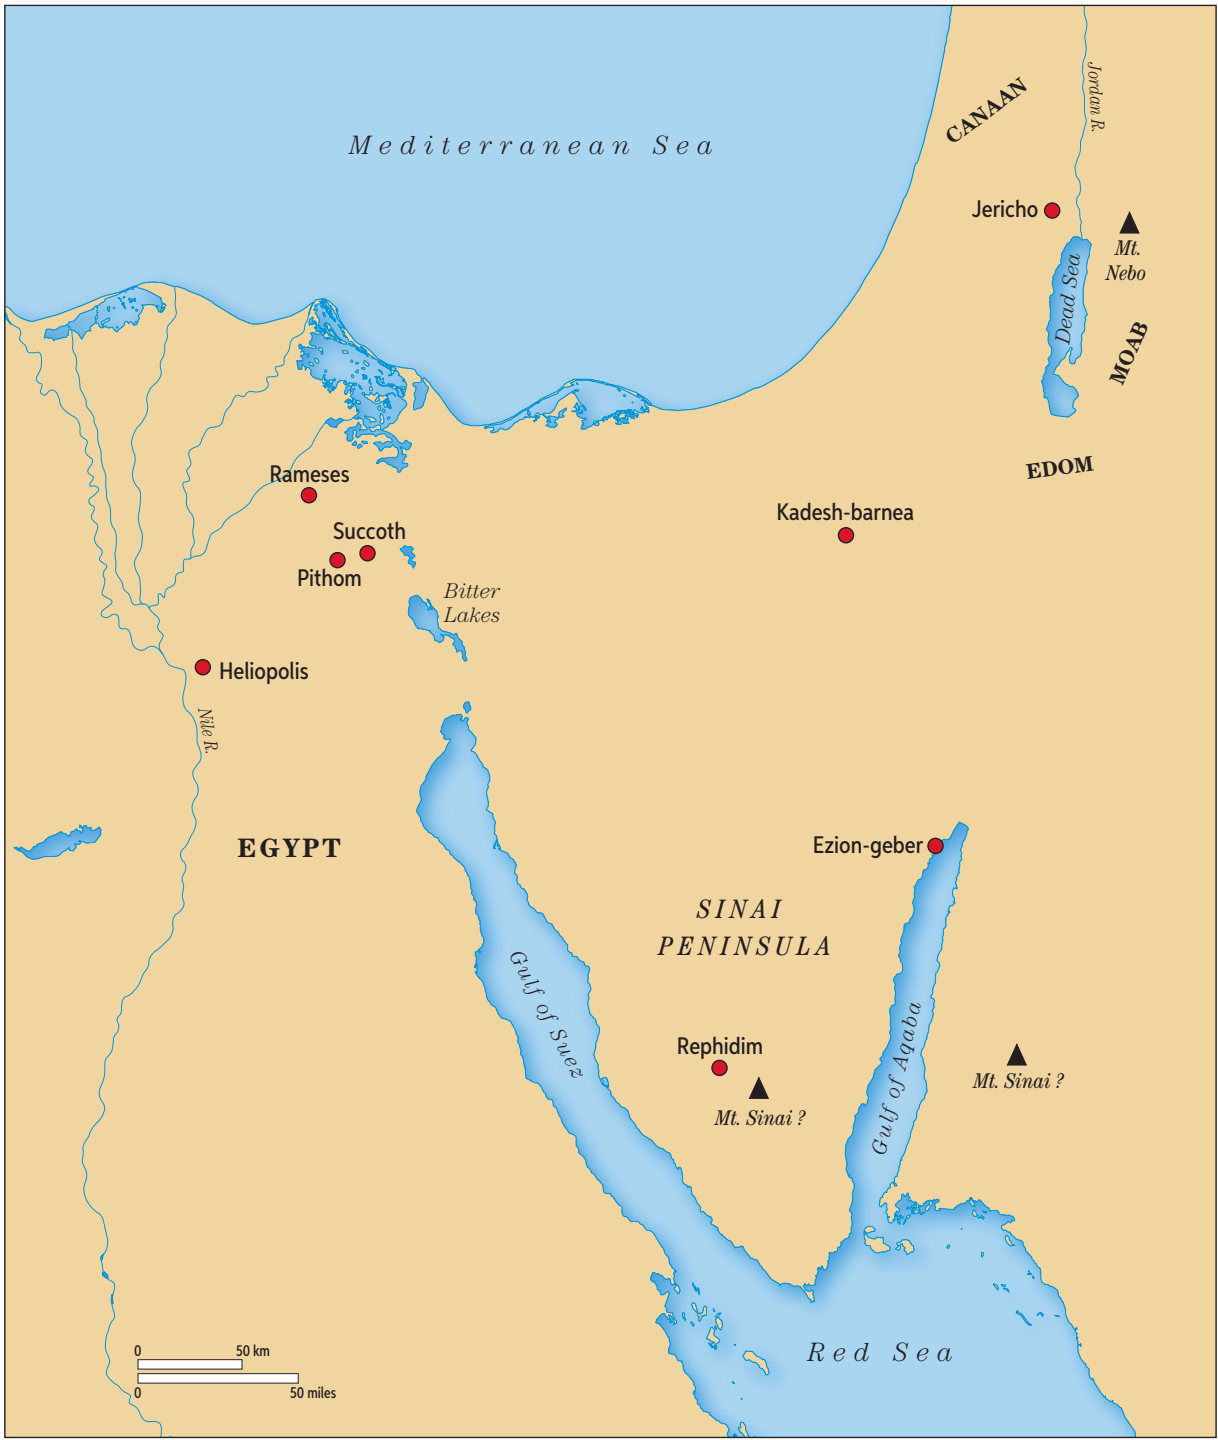 Mediterranean Sea
CANAAN
Jordan R.
Jericho
Mt.
Nebo
Dead Sea
MOAB
EDOM
Rameses
Succoth
Pithom
Kadesh-barnea
Bitter
Lakes
Heliopolis
Nile R.
EGYPT
Ezion-geber
SINAI
PENINSULA
Gulf of Suez
Gulf of Aqaba
Rephidim
Mt. Sinai ?
Mt. Sinai ?
Red Sea
0 50 km
0 50 miles